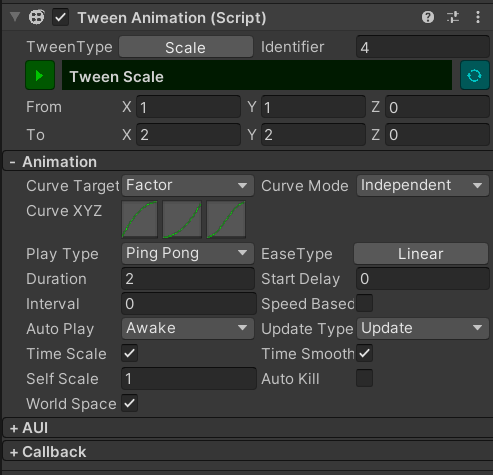 Tween Animation (Script)
TweenType Scale Identifier 4
Tween Scale
From X 1 Y 1 Z 0
To X 2 Y 2 Z 0
- Animation
Curve Target Factor Curve Mode Independent
Curve XYZ
Play Type Ping Pong EaseType Linear
Duration 2 Start Delay 0
Interval 0 Speed Based
Auto Play Awake Update Type Update
Time Scale Time Smooth
Self Scale 1 Auto Kill
World Space
+ AUI
+ Callback